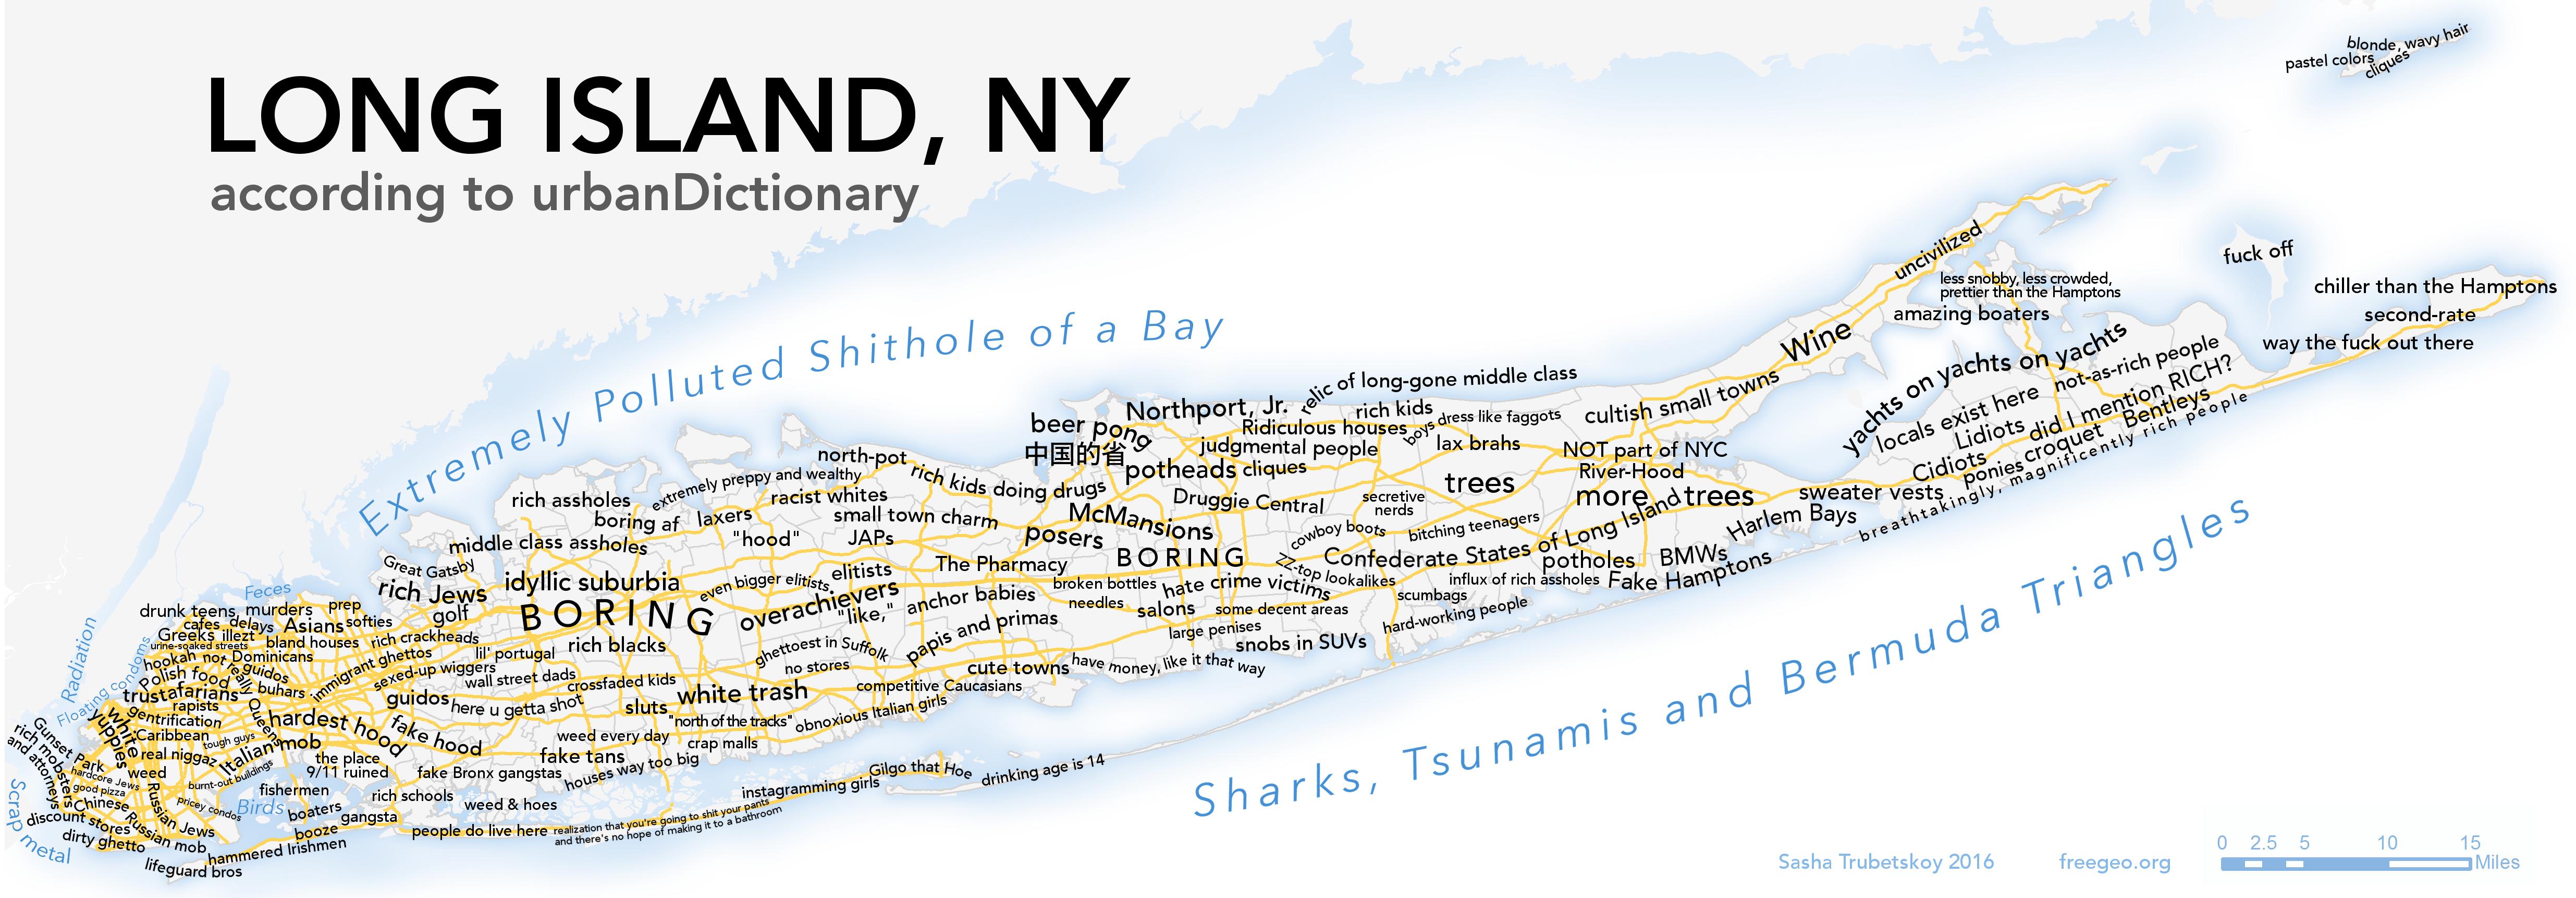 LONG ISLAND, NY
according to urbanDictionary
blonde, wavy hair
pastel colors
cliques
Extremely Polluted Shithole of a Bay
uncivilized
less snobby, less crowded,
prettier than the Hamptons
amazing boaters
fuck off
chiller than the Hamptons
second-rate
way the fuck out there
Wine
yachts on yachts on yachts
not-as-rich people
locals exist here
did I mention RICH?
Lidiots
Bentleys
croquet
Cidiots
ponies
breathtakingly, magnificently rich people
sweater vests
Harlem Bays
relic of long-gone middle class
Northport, Jr.
rich kids
boys dress like faggots
cultish small towns
beer pong
中国的省
Ridiculous houses
judgmental people
lax brahs
NOT part of NYC
River-Hood
potheads
cliques
trees
more trees
Druggie Central
secretive
nerds
north-pot
rich kids doing drugs
extremely preppy and wealthy
racist whites
rich assholes
boring af
laxers
small town charm
McMansions
posers
"hood"
JAPs
cowboy boots
bitching teenagers
Confederate States of Long Island
middle class assholes
BORING
ZZ-top lookalikes
potholes
BMWs
Fake Hamptons
Great Gatsby
rich Jews
idyllic suburbia
even bigger elitists
elitists
The Pharmacy
broken bottles
hate crime victims
influx of rich assholes
scumbags
hard-working people
golf
BORING
overachievers
"like,"
anchor babies
needles
salons
some decent areas
large penises
snobs in SUVs
rich blacks
ghettoest in Suffolk
papis and primas
no stores
cute towns
have money, like it that way
Feces
drunk teens, murders
prep
cafes
delays
Asians
softies
Greeks
illezt
bland houses
rich crackheads
urine-soaked streets
hookah
Dominicans
not really Queens
guidos
Polish food
buhars
immigrant ghettos
lil' portugal
sexed-up wiggers
wall street dads
crossfaded kids
white trash
competitive Caucasians
Radiation
Floating condoms
trustafarians
rapists
guidos
here u getta shot
sluts
"north of the tracks"
obnoxious Italian girls
white yuppies
gentrification
hardest hood
fake hood
Caribbean
tough guys
weed every day
crap malls
Gunset Park
rich mobsters
and attorneys
real niggaz
Italian mob
the place
9/11 ruined
fake tans
fake Bronx gangstas
houses way too big
hardcore Jews
weed
burnt-out buildings
good pizza
fishermen
rich schools
weed & hoes
instagramming girls
Gilgo that Hoe
drinking age is 14
Scrap metal
Chinese
Russian Jews
pricey condos
Birds
boaters
gangsta
discount stores
Russian mob
booze
people do live here
realization that you're going to shit your pants
and there's no hope of making it to a bathroom
dirty ghetto
hammered Irishmen
lifeguard bros
Sharks, Tsunamis and Bermuda Triangles
Sasha Trubetskoy 2016
freegeo.org
0 2.5 5 10 15
Miles